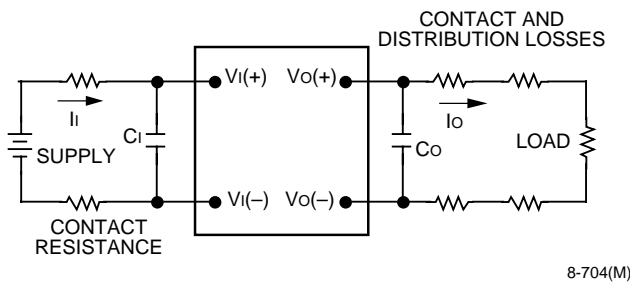 CONTACT AND
DISTRIBUTION LOSSES
VI(+)
VO(+)
II
IO
CI
SUPPLY
CO
LOAD
VI(–)
VO(–)
CONTACT
RESISTANCE
8-704(M)